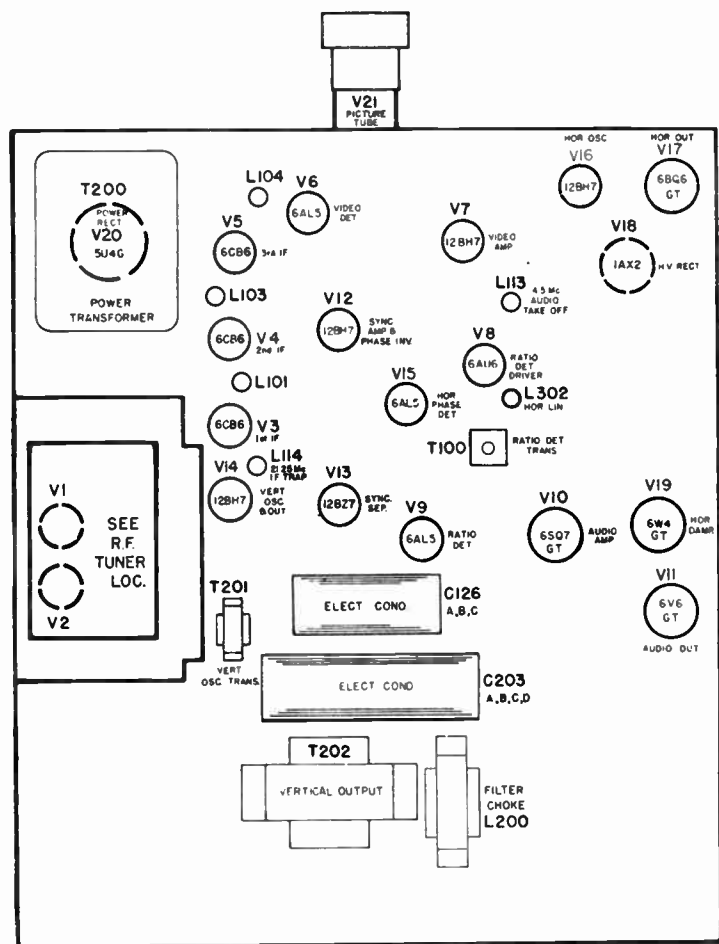 V21
PICTURE
TUBE
T200
POWER
RECT
V20
5U4G
POWER
TRANSFORMER
L104
V6
6AL5
VIDEO
DET
V5
6CB6
3rd IF
L103
V7
12BH7
VIDEO
AMP
HOR OSC
V16
12BH7
HOR OUT
V17
6BQ6
GT
V18
1AX2
H.V. RECT
L113
4.5 Mc
AUDIO
TAKE OFF
V12
12BH7
SYNC
AMP &
PHASE INV.
6CB6
V4
2nd IF
V8
6AU6
RATIO
DET
DRIVER
L101
V15
6AL5
HOR
PHASE
DET
L302
HOR LIN
6CB6
V3
1st IF
T100
RATIO DET
TRANS
L114
21.25 Mc
IF TRAP
V14
12BH7
VERT
OSC
&OUT
V13
12BZ7
SYNC.
SEP.
V9
6AL5
RATIO
DET
V10
6SQ7
GT
AUDIO
AMP
V19
6W4
GT
HOR
DAMR
V1
V2
SEE
R.F.
TUNER
LOC.
V11
6V6
GT
AUDIO OUT
T201
VERT
OSC TRANS.
ELECT COND
C126
A,B,C
ELECT COND
C203
A,B,C,D
T202
VERTICAL OUTPUT
FILTER
CHOKE
L200